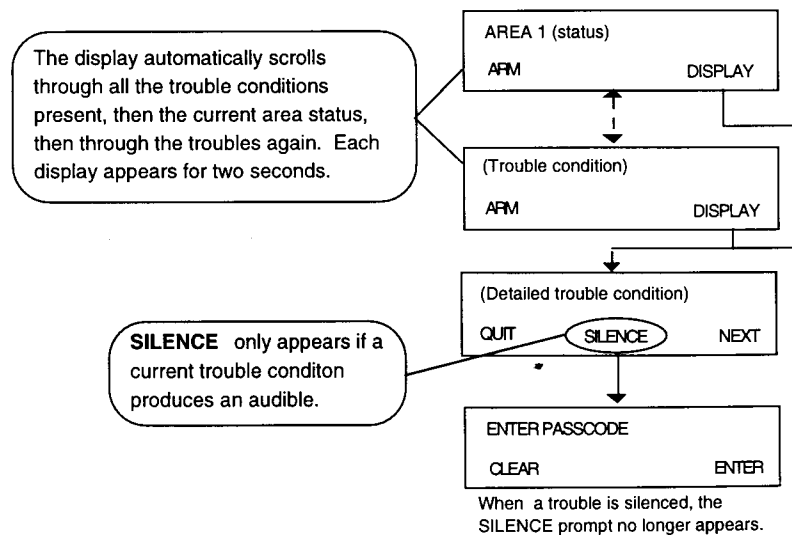 The display automatically scrolls
through all the trouble conditions
present, then the current area status,
then through the troubles again. Each
display appears for two seconds.
AREA 1 (status)
ARM DISPLAY
(Trouble condition)
ARM DISPLAY
(Detailed trouble condition)
QUIT SILENCE NEXT
SILENCE only appears if a
current trouble conditon
produces an audible.
ENTER PASSCODE
CLEAR ENTER
When a trouble is silenced, the
SILENCE prompt no longer appears.